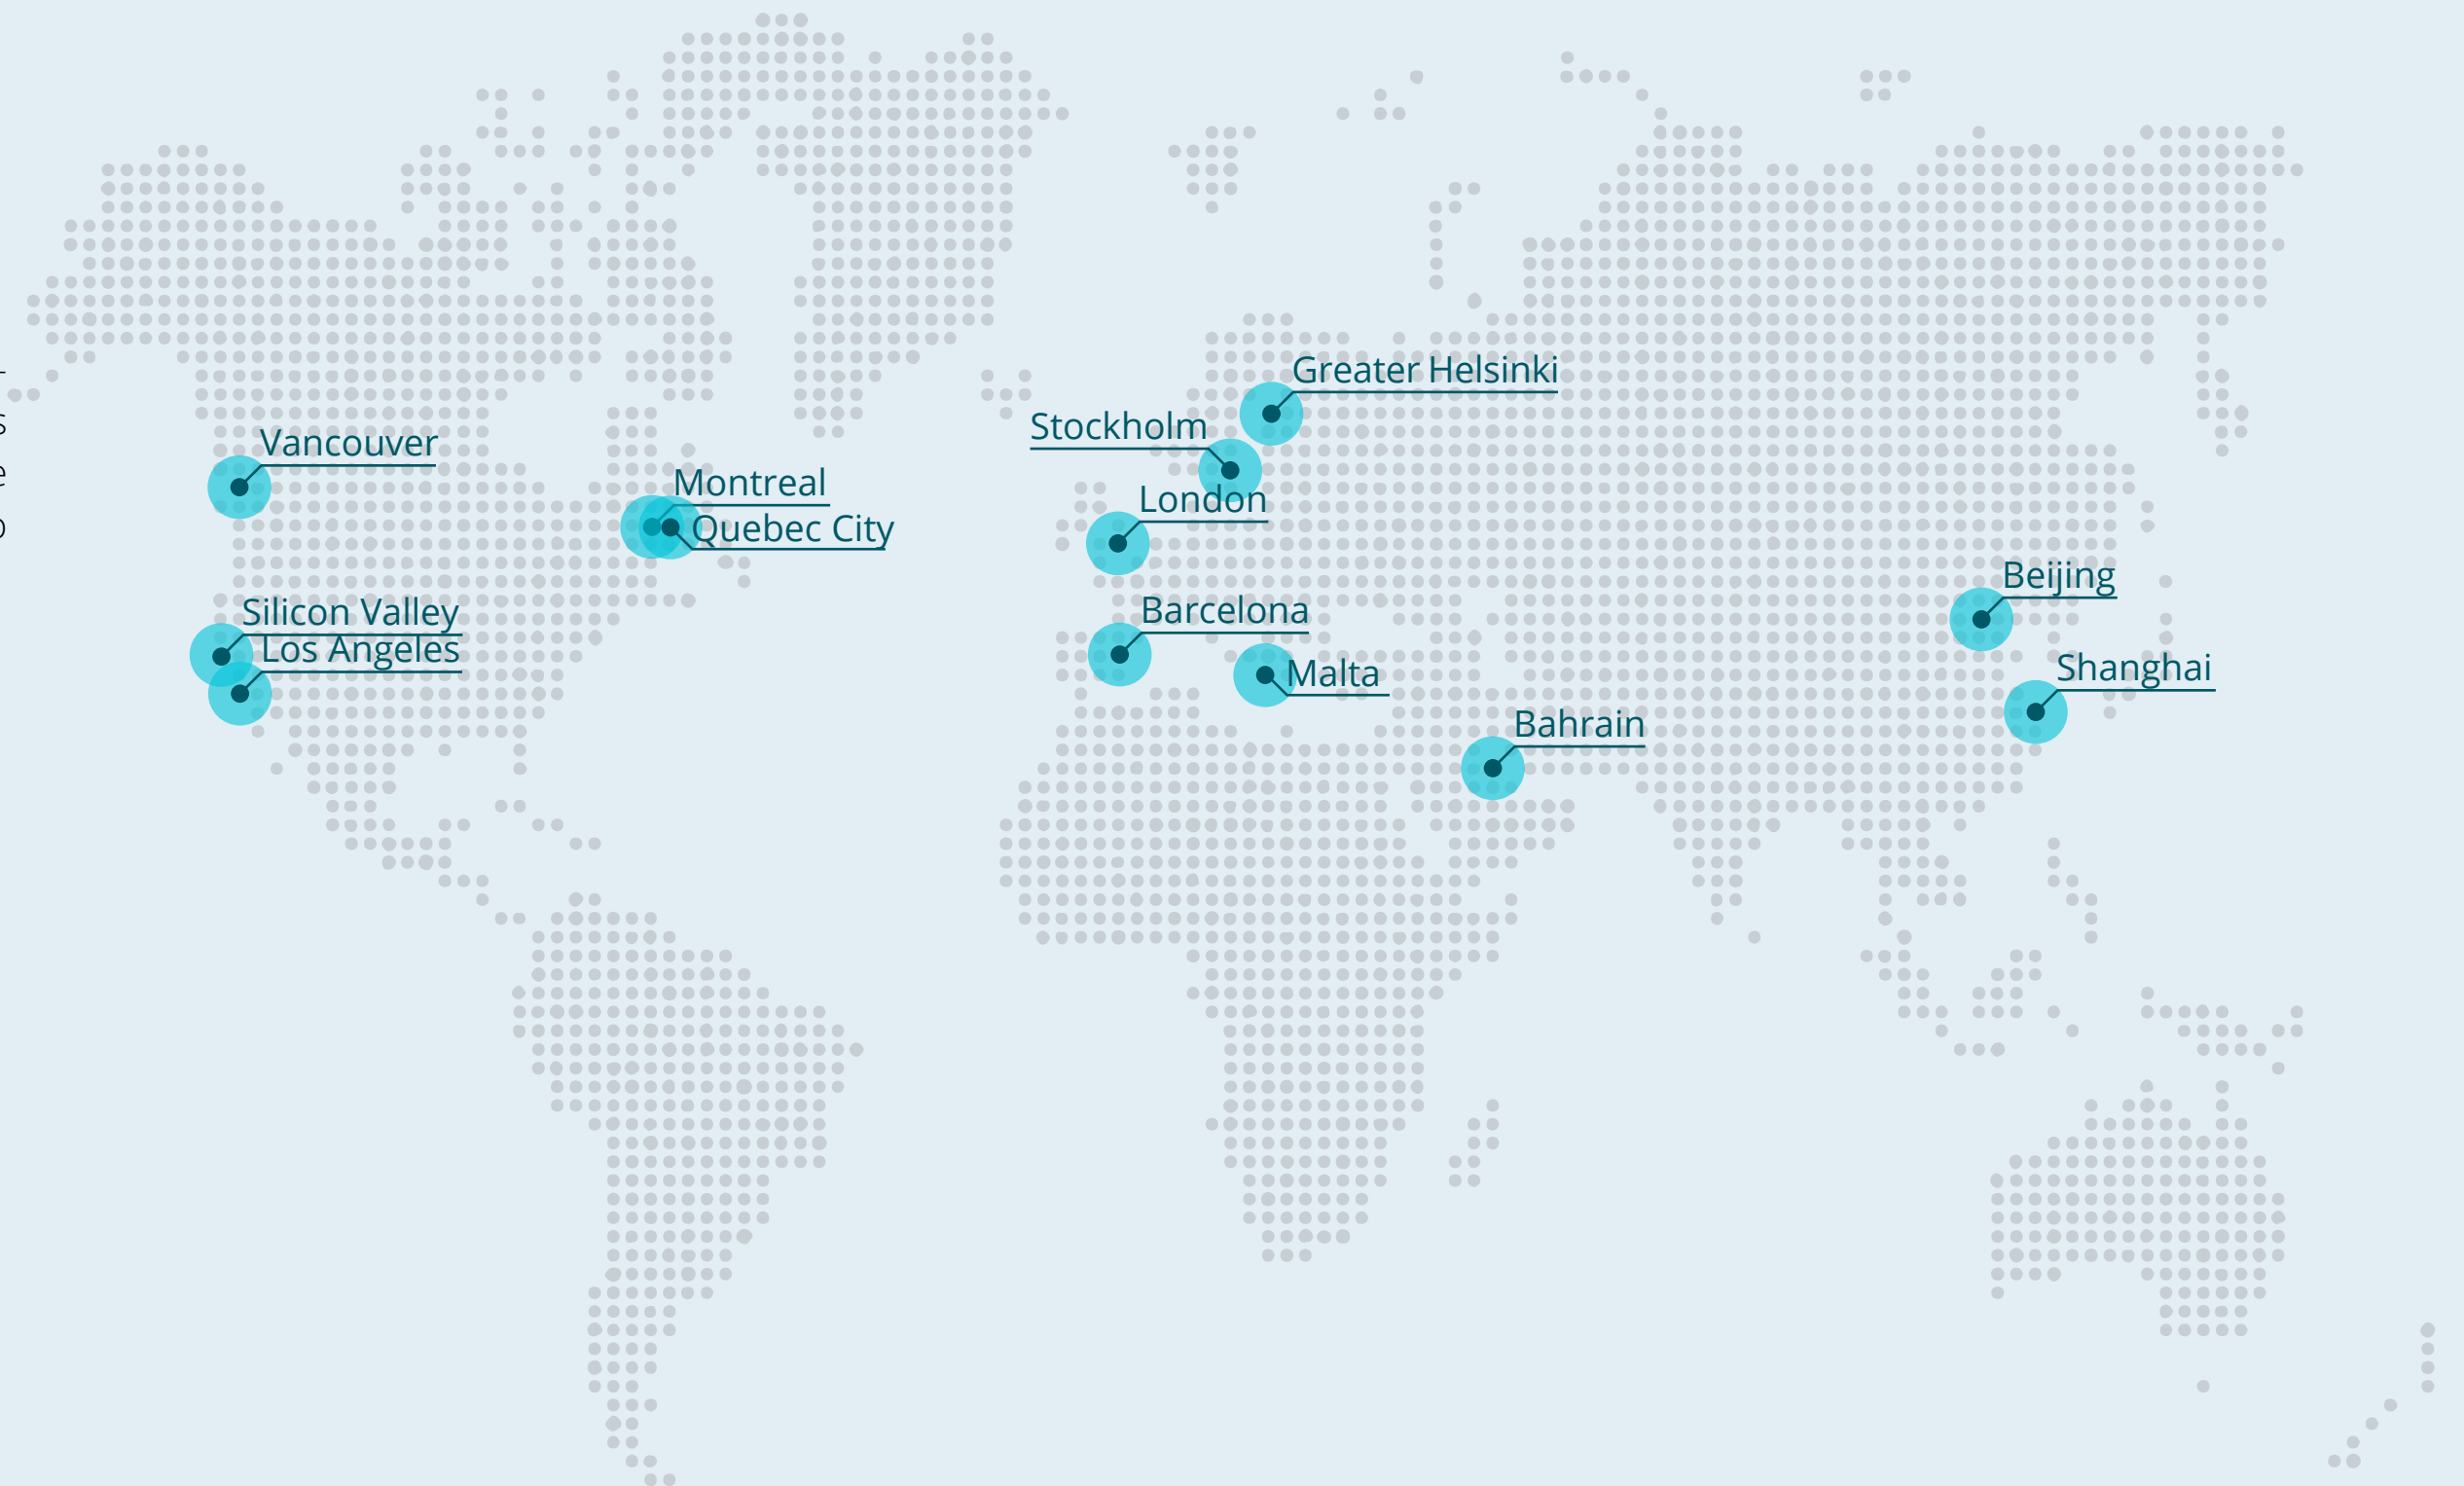 Greater Helsinki
Stockholm
Vancouver
Montreal
London
Quebec City
Beijing
Silicon Valley
Barcelona
Los Angeles
Malta
Shanghai
Bahrain